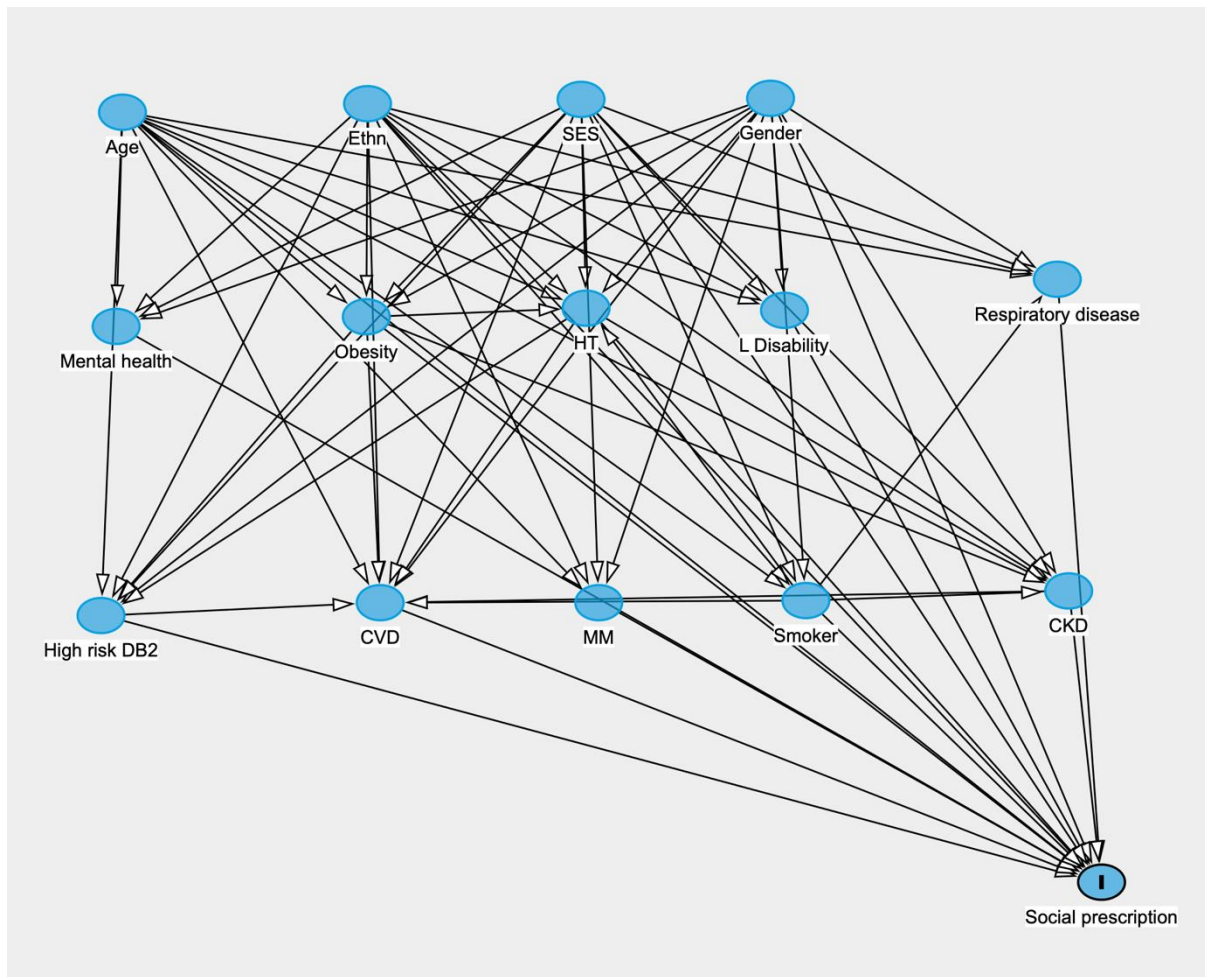 Age
Ethn
SES
Gender
Mental health
Obesity
HT
L Disability
Respiratory disease
High risk DB2
CVD
MM
Smoker
CKD
I
Social prescription